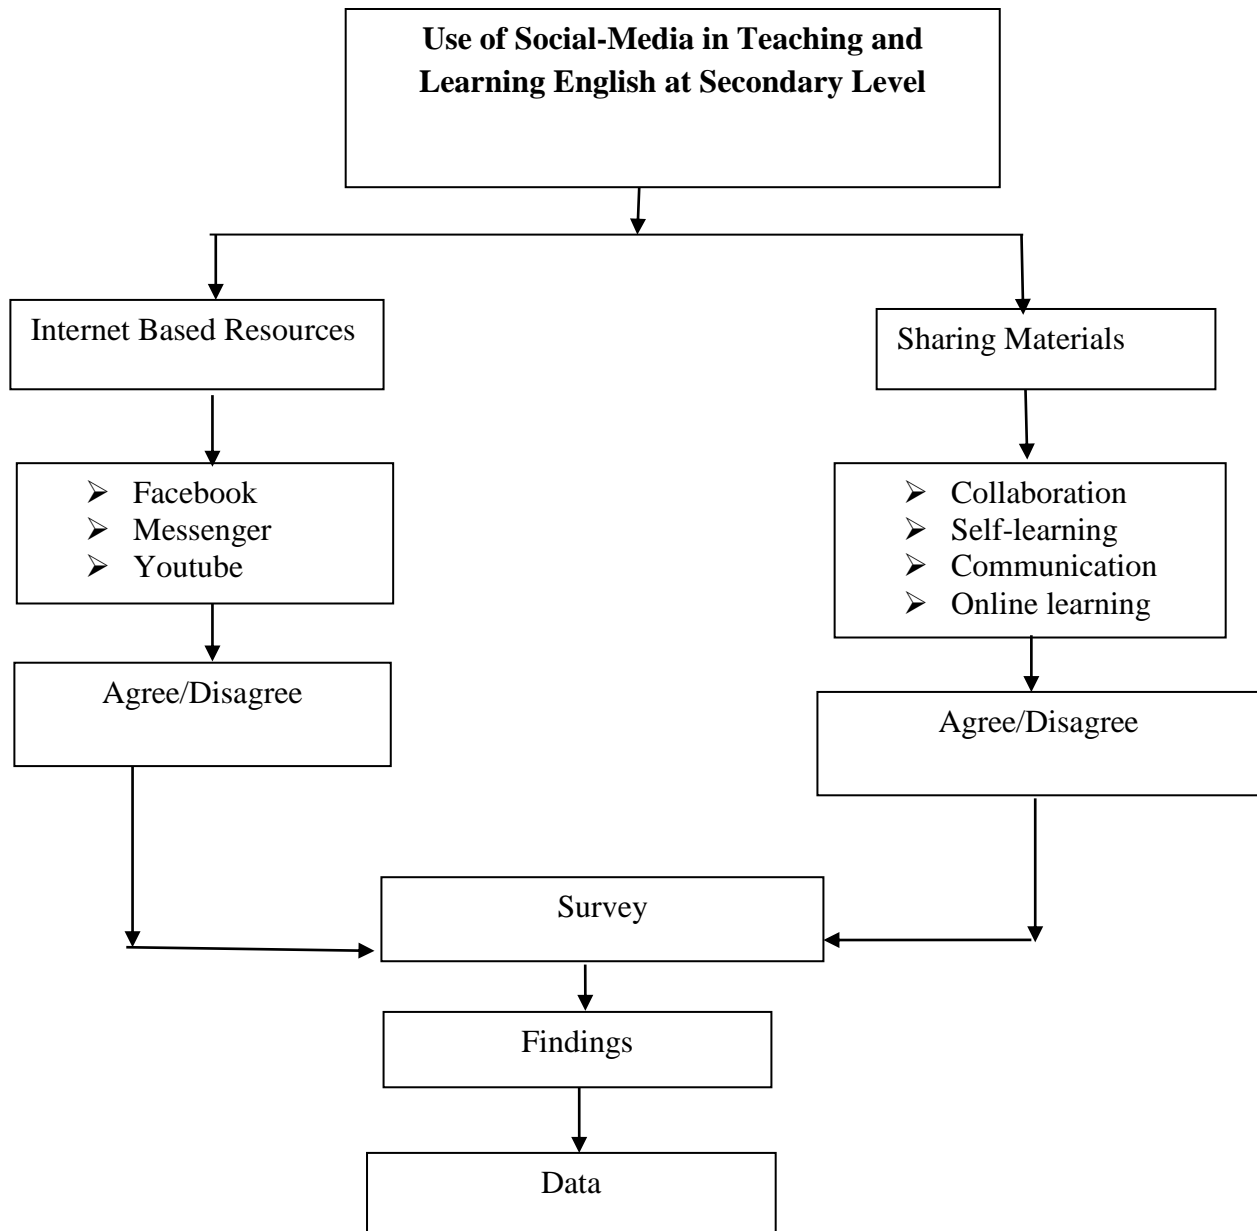 Use of Social-Media in Teaching and
Learning English at Secondary Level
Internet Based Resources
Sharing Materials
➢ Facebook
➢ Messenger
➢ Youtube
➢ Collaboration
➢ Self-learning
➢ Communication
➢ Online learning
Agree/Disagree
Agree/Disagree
Survey
Findings
Data